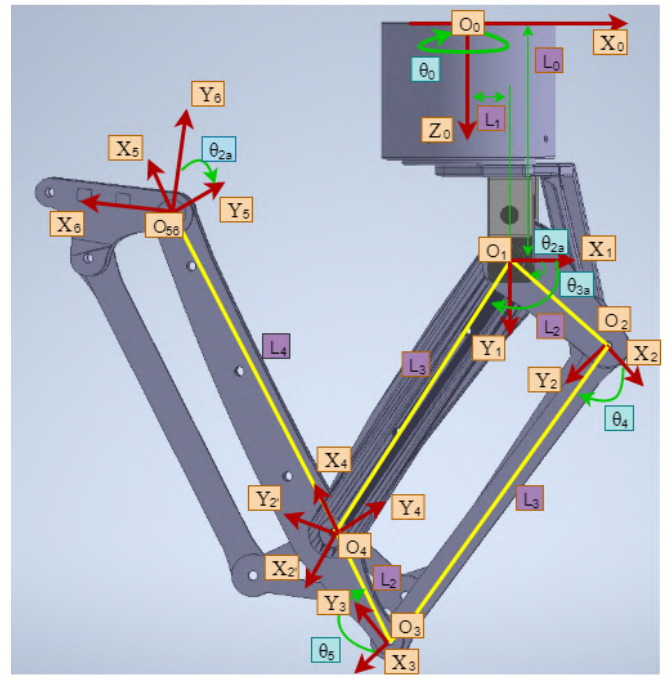 O₀
X₀
θ₀
L₀
L₁
Z₀
Y₆
X₅
θ₂ₐ
Y₅
X₆
O₅₆
O₁
θ₂ₐ
X₁
θ₃ₐ
L₂
O₂
Y₁
X₂
Y₂
θ₄
L₄
L₃
X₄
Y₂'
Y₄
L₃
O₄
X₂'
L₂
Y₃
O₃
θ₅
X₃